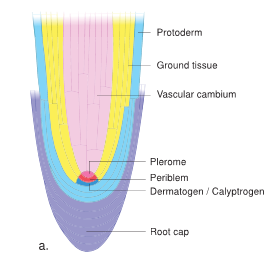 Protoderm
Ground tissue
Vascular cambium
Plerome
Periblem
Dermatogen / Calyptrogen
Root cap
a.